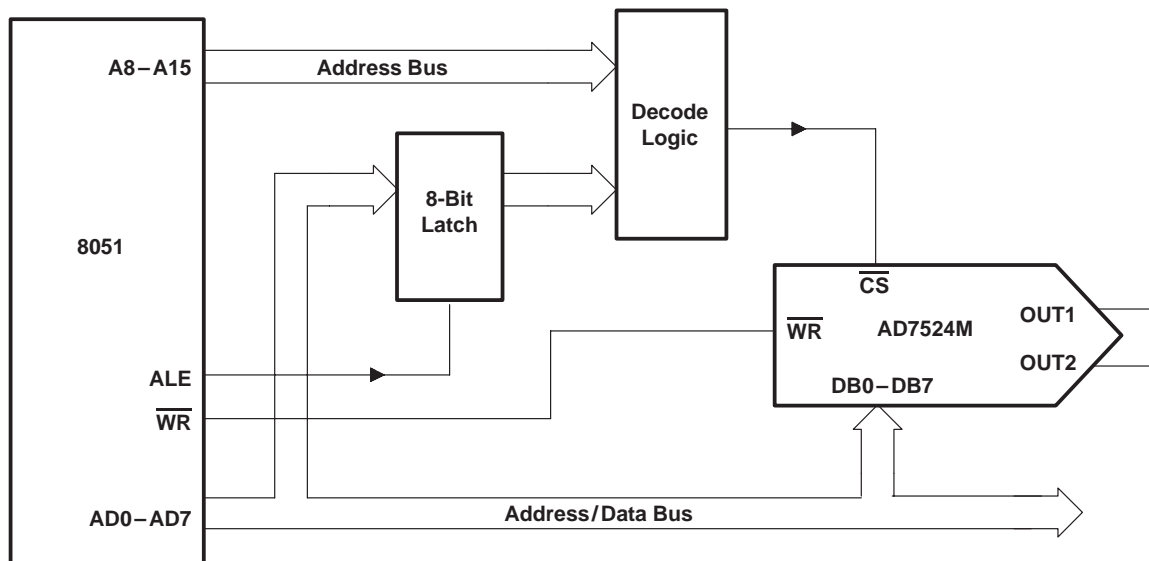 A8–A15
Address Bus
Decode
Logic
8-Bit
Latch
8051
CS
OUT1
WR
AD7524M
OUT2
ALE
DB0–DB7
WR
AD0–AD7
Address/Data Bus